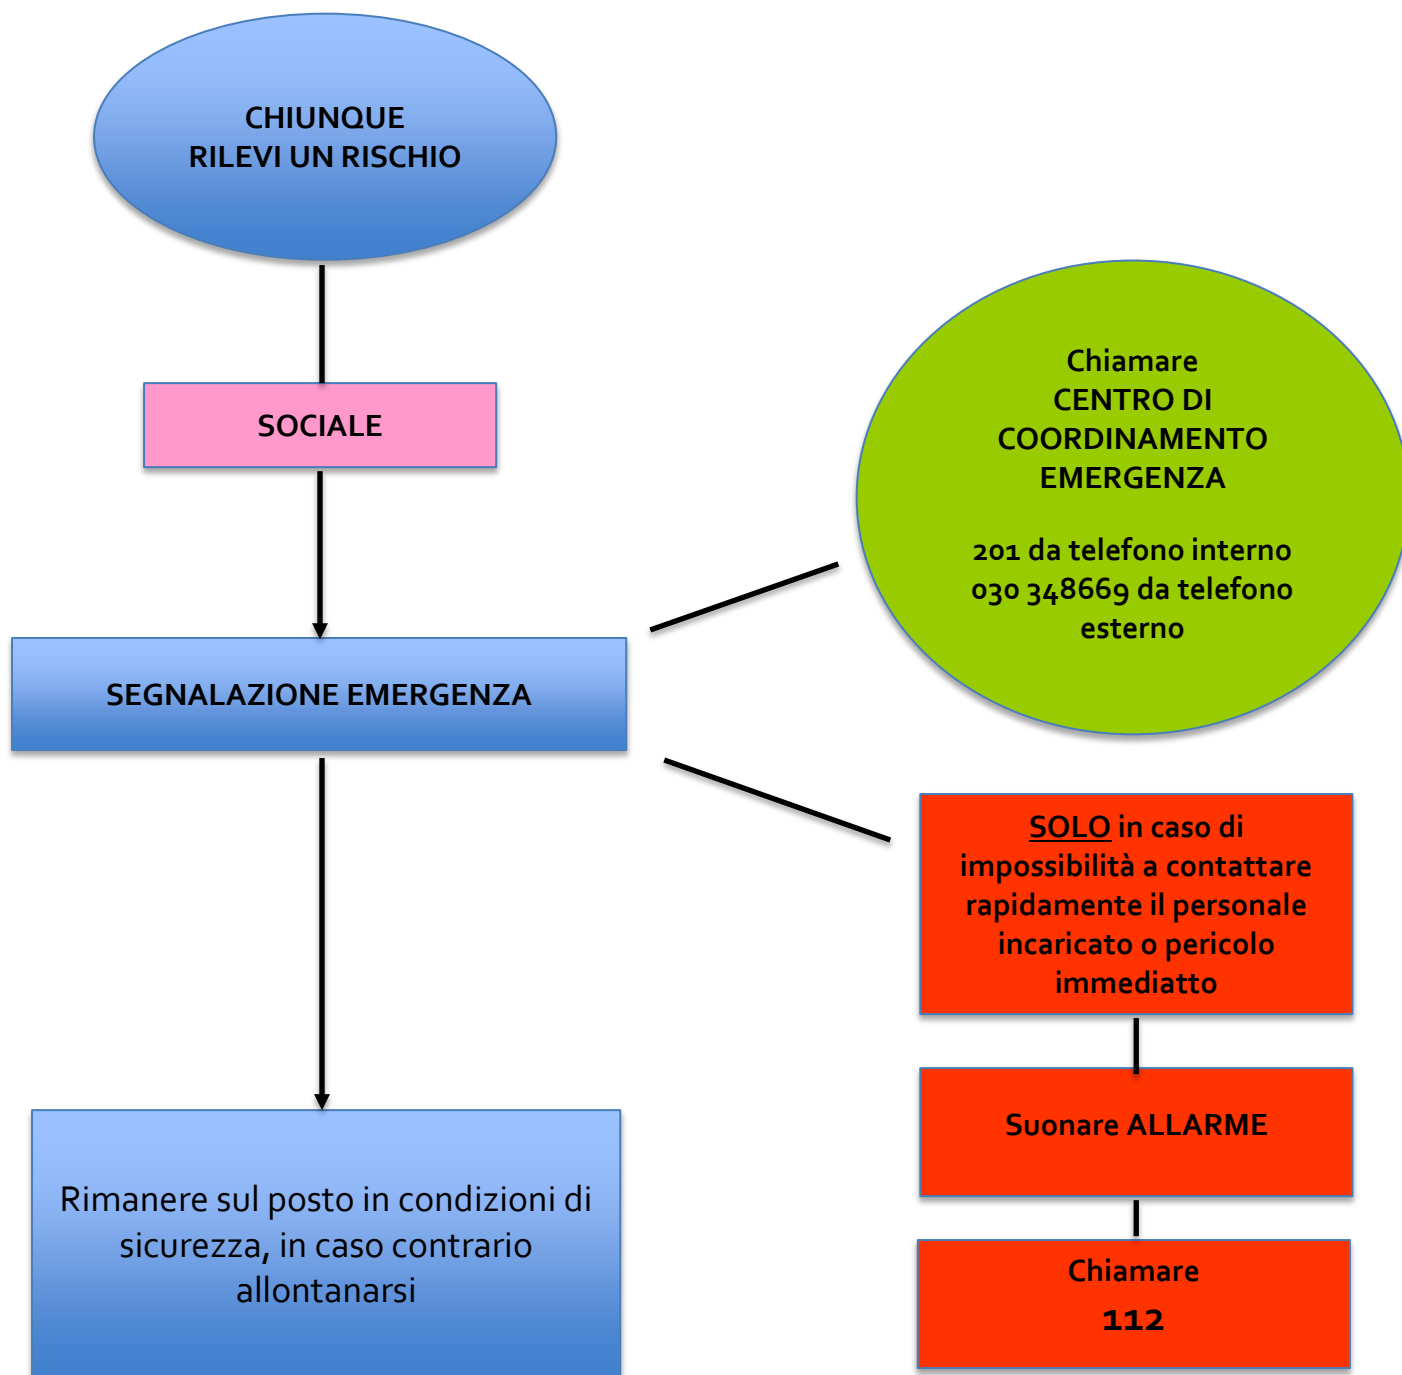 CHIUNQUE
RILEVI UN RISCHIO
SOCIALE
Chiamare
CENTRO DI
COORDINAMENTO
EMERGENZA
201 da telefono interno
030 348669 da telefono
esterno
SEGNALAZIONE EMERGENZA
SOLO in caso di
impossibilità a contattare
rapidamente il personale
incaricato o pericolo
immediatto
Suonare ALLARME
Chiamare
112
Rimanere sul posto in condizioni di
sicurezza, in caso contrario
allontanarsi